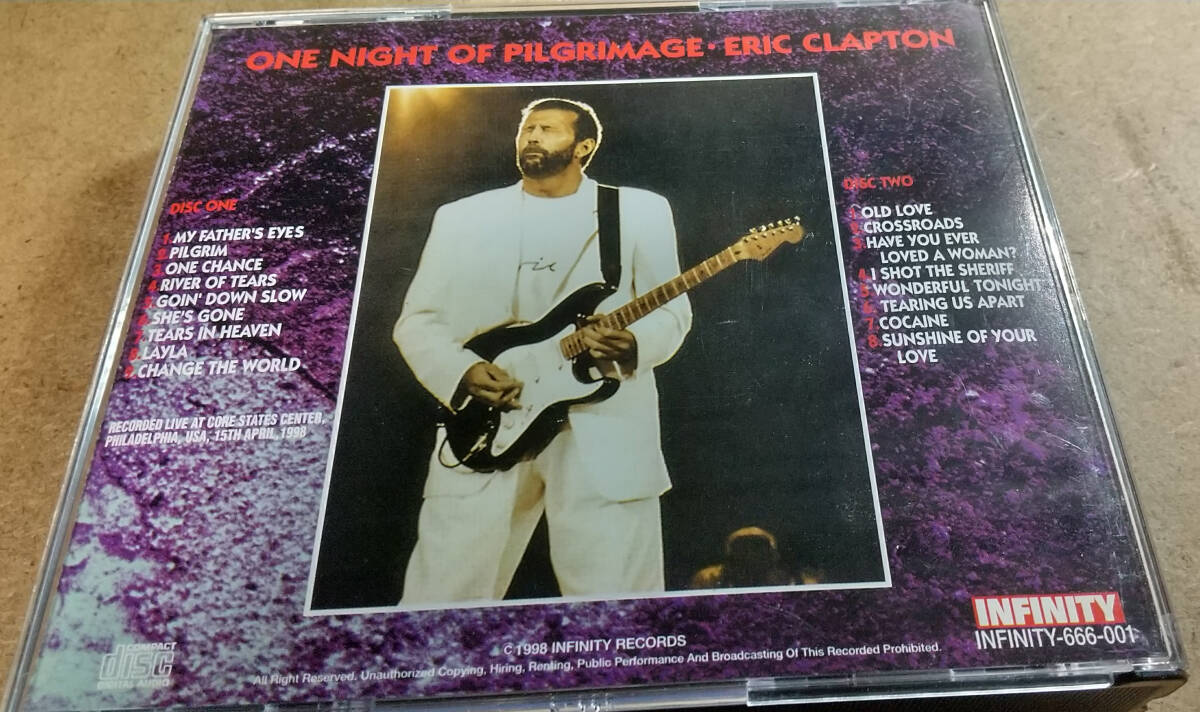 ONE NIGHT OF PILGRIMAGE · ERIC CLAPTON
DISC ONE
1. MY FATHER'S EYES
2. PILGRIM
3. ONE CHANCE
4. RIVER OF TEARS
5. GOIN' DOWN SLOW
6. SHE'S GONE
7. TEARS IN HEAVEN
8. LAYLA
9. CHANGE THE WORLD
RECORDED LIVE AT CORE STATES CENTER,
PHILADELPHIA, USA, 15TH APRIL, 1998
DISC TWO
1. OLD LOVE
2. CROSSROADS
3. HAVE YOU EVER
LOVED A WOMAN?
4. I SHOT THE SHERIFF
5. WONDERFUL TONIGHT
6. TEARING US APART
7. COCAINE
8. SUNSHINE OF YOUR
LOVE
INFINITY
INFINITY-666-001
COMPACT
disc
DIGITAL AUDIO
© 1998 INFINITY RECORDS
All Right Reserved. Unauthorized Copying, Hiring, Renting, Public Performance And Broadcasting Of This Recorded Prohibited.